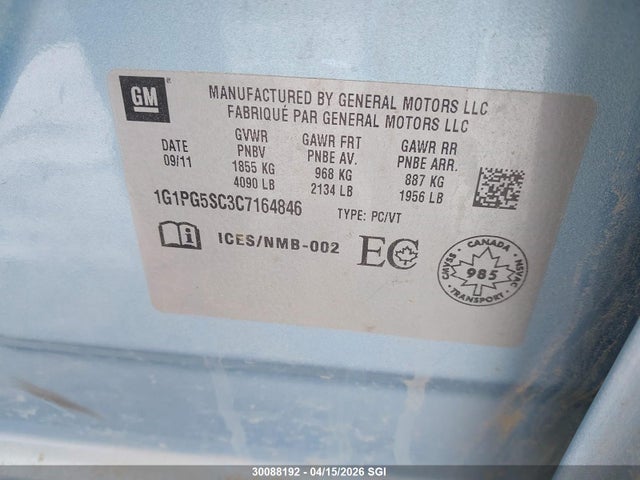 GM
MANUFACTURED BY GENERAL MOTORS LLC
FABRIQUÉ PAR GENERAL MOTORS LLC
DATE GVWR GAWR FRT GAWR RR
09/11 PNBV PNBE AV. PNBE ARR.
1855 KG 968 KG 887 KG
4090 LB 2134 LB 1956 LB
1G1PG5SC3C7164846 TYPE: PC/VT
i ICES/NMB-002 EC
CANADA
CMVSS 985 NSVAC
TRANSPORT
30088192 - 04/15/2026 SGI